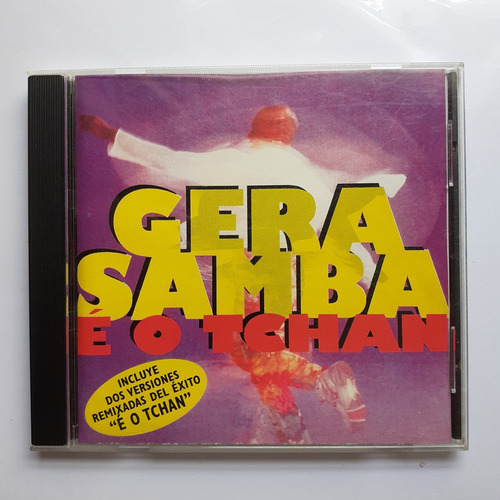 GERA
SAMBA
É O TCHAN
INCLUYE
DOS VERSIONES
REMIXADAS DEL ÉXITO
"É O TCHAN"